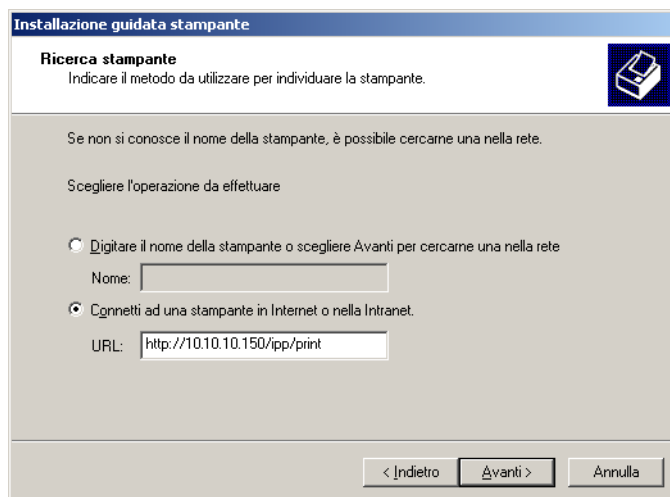 Installazione guidata stampante
Ricerca stampante
Indicare il metodo da utilizzare per individuare la stampante.
Se non si conosce il nome della stampante, è possibile cercarne una nella rete.
Scegliere l'operazione da effettuare
Digitare il nome della stampante o scegliere Avanti per cercarne una nella rete
Nome:
Connetti ad una stampante in Internet o nella Intranet.
URL: http://10.10.10.150/ipp/print
< Indietro Avanti > Annulla